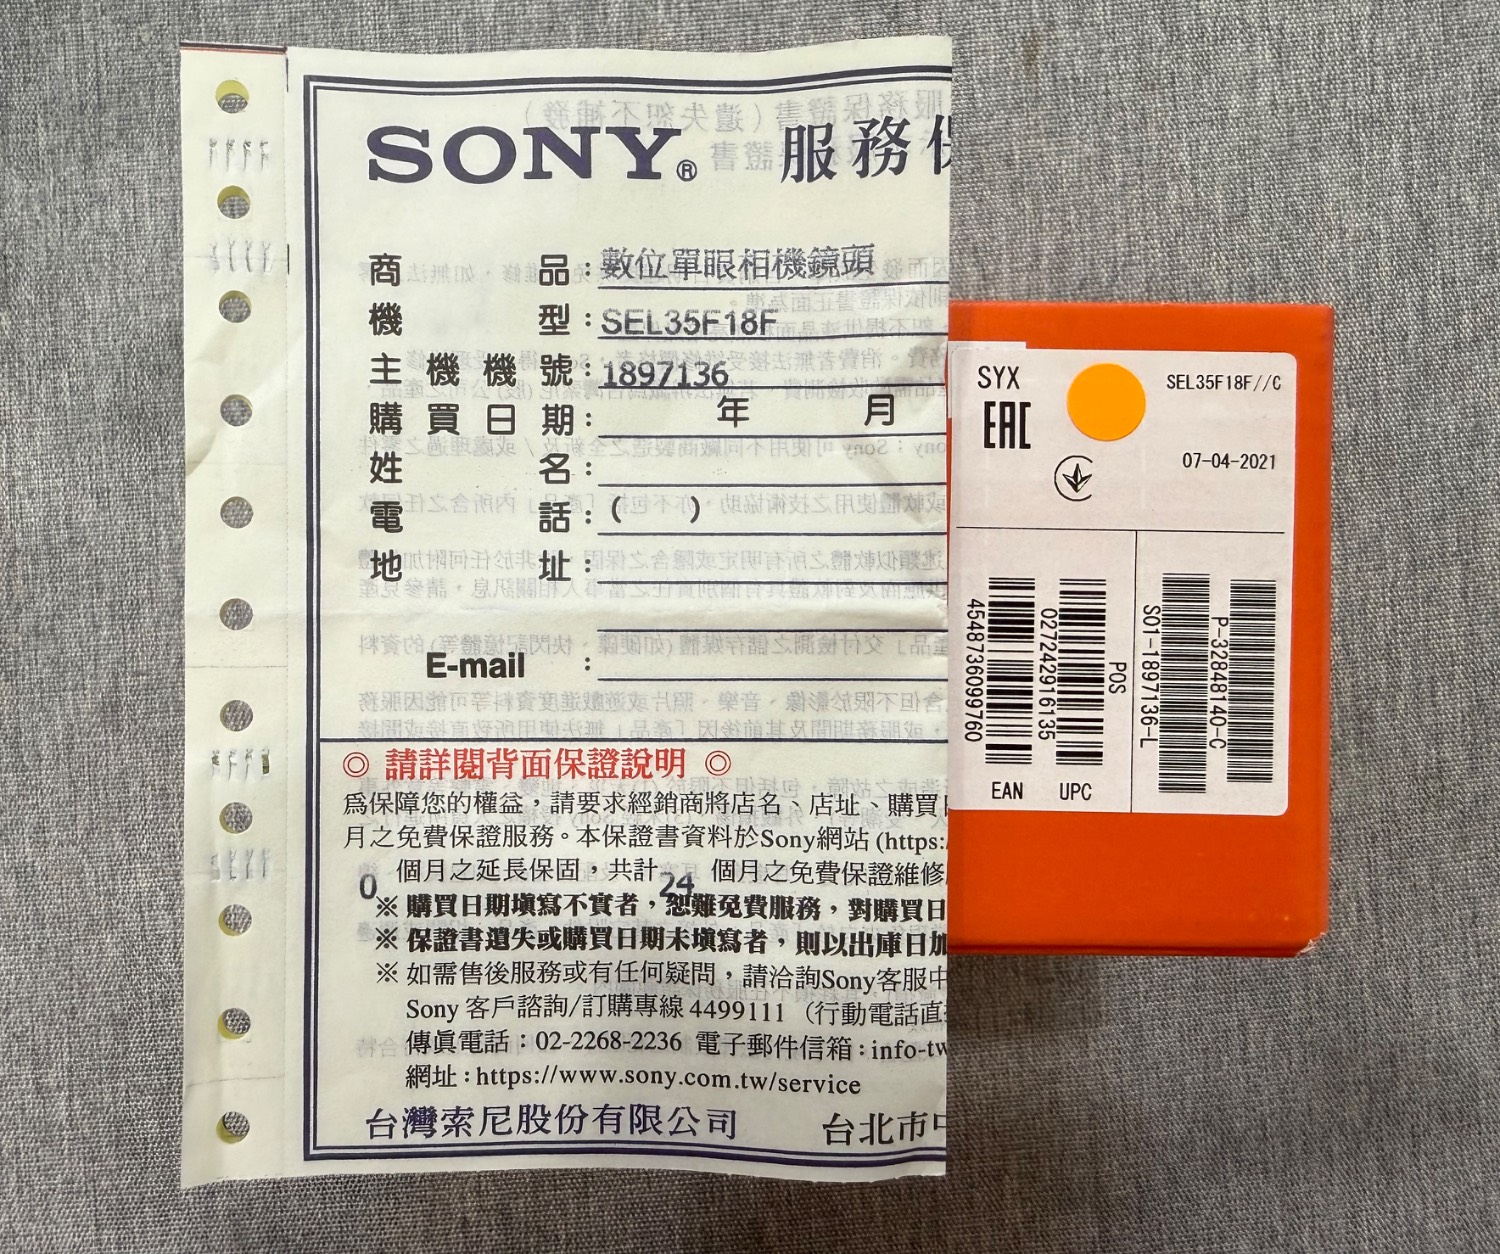 SONY® 服務
商品：數位單眼相機鏡頭
機型：SEL35F18F
主機機號：1897136
購買日期： 年 月
姓名：
電話：( )
地址：
E-mail ：
◎ 請詳閱背面保證說明 ◎
為保障您的權益，請要求經銷商將店名、店址、購買
月之免費保證服務。本保證書資料於Sony網站 (https:/
0 個月之延長保固，共計 24 個月之免費保證維修
※ 購買日期填寫不實者，恕難免費服務，對購買日
※ 保證書遺失或購買日期未填寫者，則以出庫日加
※ 如需售後服務或有任何疑問，請洽詢Sony客服中
Sony 客戶諮詢/訂購專線 4499111 （行動電話直
傳真電話：02-2268-2236 電子郵件信箱：info-tw
網址：https://www.sony.com.tw/service
台灣索尼股份有限公司 台北市
SYX
SEL35F18F//C
EAC
07-04-2021
4548736099760
EAN
027242916135
UPC
POS
S01-1897136-L
P-32848140-C